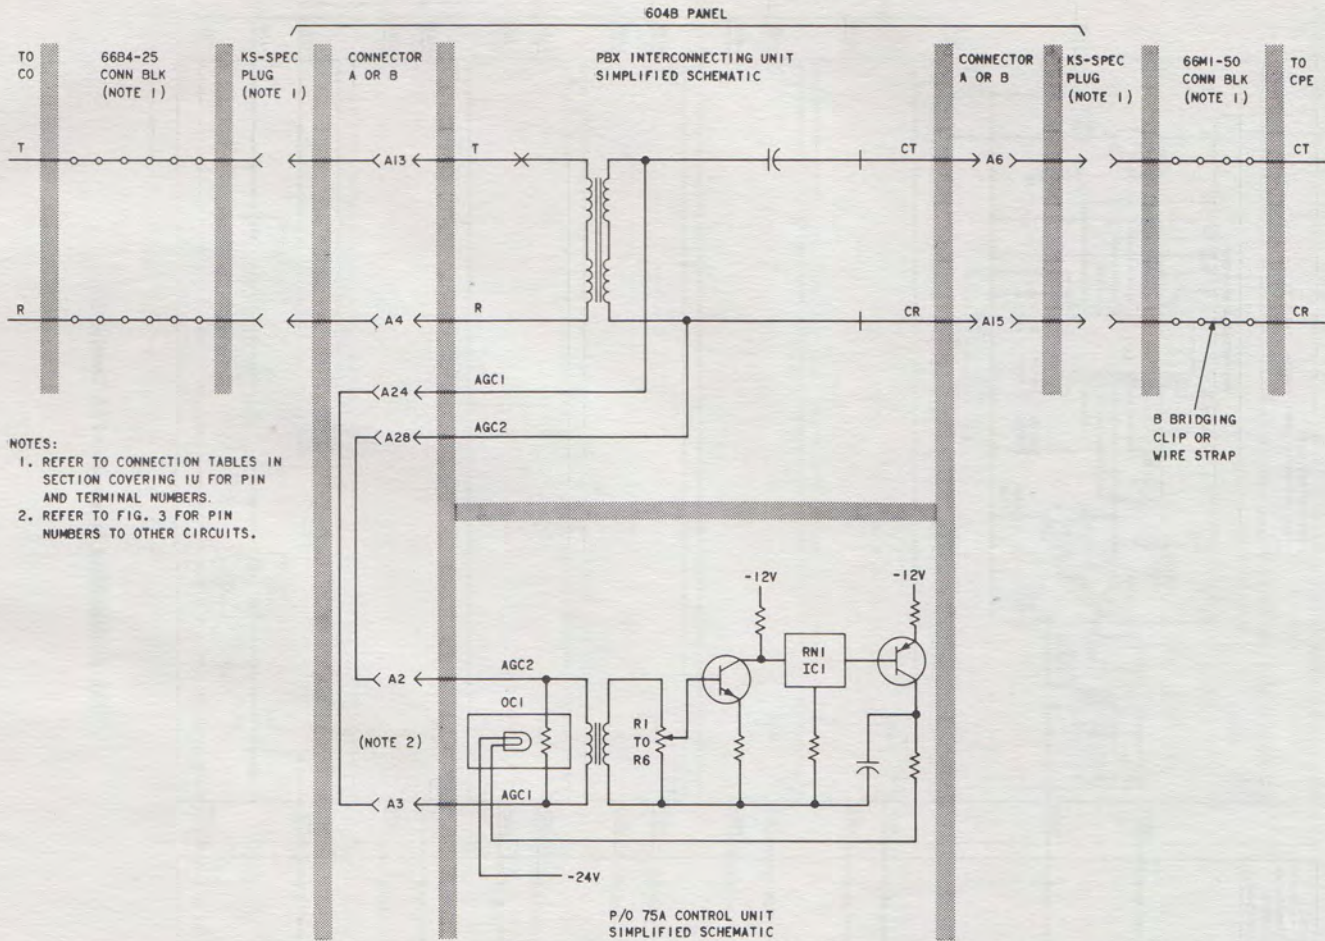 604B PANEL
TO
CO
66B4-25
CONN BLK
(NOTE 1)
KS-SPEC
PLUG
(NOTE 1)
CONNECTOR
A OR B
PBX INTERCONNECTING UNIT
SIMPLIFIED SCHEMATIC
CONNECTOR
A OR B
KS-SPEC
PLUG
(NOTE 1)
66M1-50
CONN BLK
(NOTE 1)
TO
CPE
T
A13
T
CT
A6
CT
R
A4
R
CR
A15
CR
A24
AGC1
A28
AGC2
B BRIDGING
CLIP OR
WIRE STRAP
NOTES:
1. REFER TO CONNECTION TABLES IN
SECTION COVERING IU FOR PIN
AND TERMINAL NUMBERS.
2. REFER TO FIG. 3 FOR PIN
NUMBERS TO OTHER CIRCUITS.
-12V
-12V
RN1
IC1
A2
AGC2
OC1
(NOTE 2)
R1
TO
R6
A3
AGC1
-24V
P/O 75A CONTROL UNIT
SIMPLIFIED SCHEMATIC